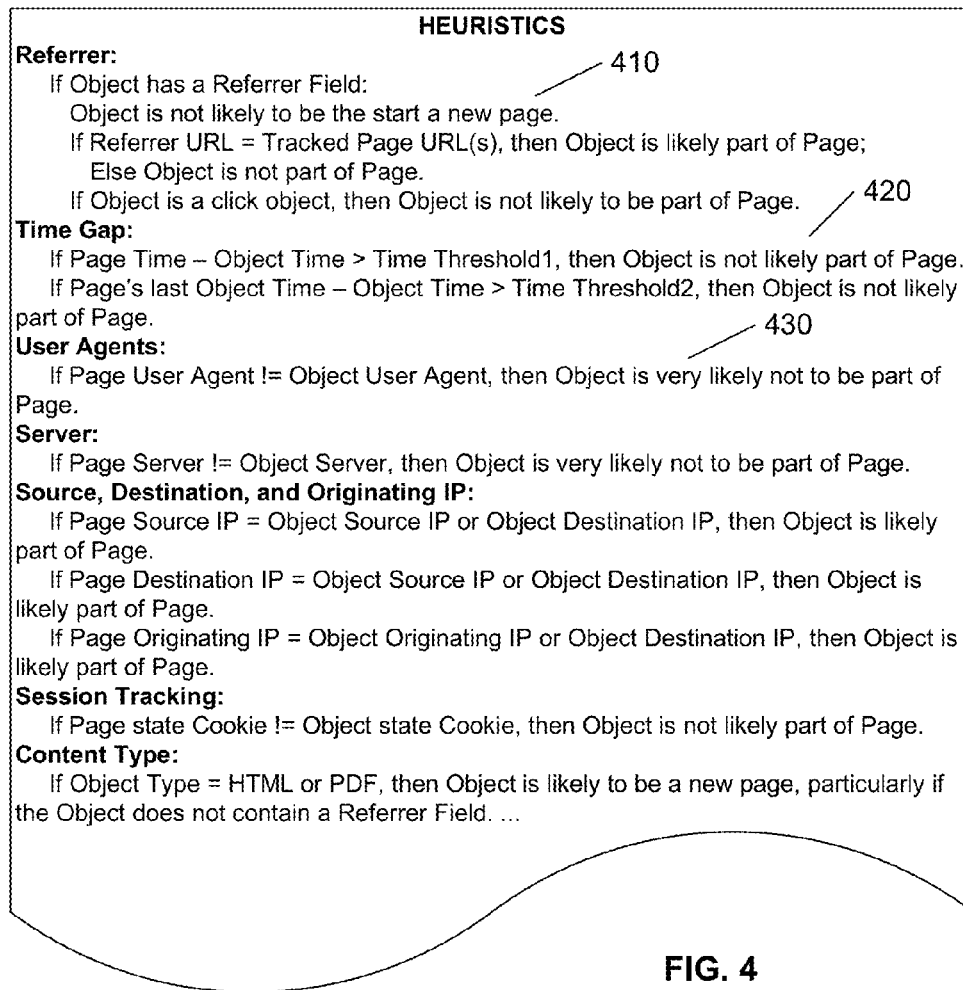 HEURISTICS
Referrer:
410
If Object has a Referrer Field:
Object is not likely to be the start a new page.
If Referrer URL = Tracked Page URL(s), then Object is likely part of Page;
Else Object is not part of Page.
If Object is a click object, then Object is not likely to be part of Page.
420
Time Gap:
If Page Time – Object Time > Time Threshold1, then Object is not likely part of Page.
If Page's last Object Time – Object Time > Time Threshold2, then Object is not likely
part of Page.
430
User Agents:
If Page User Agent != Object User Agent, then Object is very likely not to be part of
Page.
Server:
If Page Server != Object Server, then Object is very likely not to be part of Page.
Source, Destination, and Originating IP:
If Page Source IP = Object Source IP or Object Destination IP, then Object is likely
part of Page.
If Page Destination IP = Object Source IP or Object Destination IP, then Object is
likely part of Page.
If Page Originating IP = Object Originating IP or Object Destination IP, then Object is
likely part of Page.
Session Tracking:
If Page state Cookie != Object state Cookie, then Object is not likely part of Page.
Content Type:
If Object Type = HTML or PDF, then Object is likely to be a new page, particularly if
the Object does not contain a Referrer Field. ...
FIG. 4